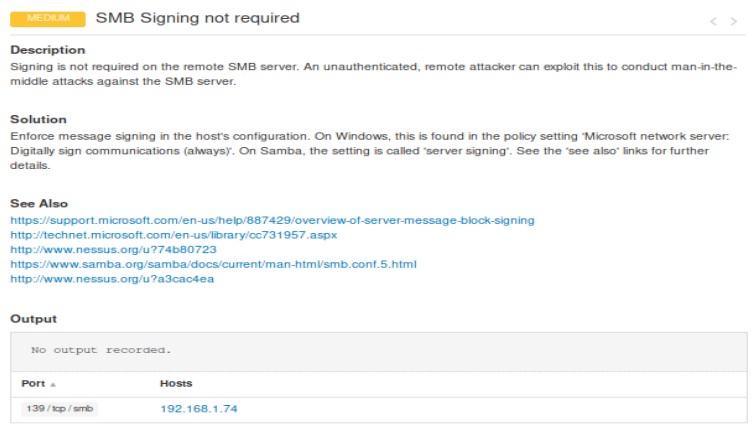 MEDIUM SMB Signing not required < >
Description
Signing is not required on the remote SMB server. An unauthenticated, remote attacker can exploit this to conduct man-in-the-
middle attacks against the SMB server.
Solution
Enforce message signing in the host's configuration. On Windows, this is found in the policy setting 'Microsoft network server:
Digitally sign communications (always)'. On Samba, the setting is called 'server signing'. See the 'see also' links for further
details.
See Also
https://support.microsoft.com/en-us/help/887429/overview-of-server-message-block-signing
http://technet.microsoft.com/en-us/library/cc731957.aspx
http://www.nessus.org/u?74b80723
https://www.samba.org/samba/docs/current/man-html/smb.conf.5.html
http://www.nessus.org/u?a3cac4ea
Output
No output recorded.
Port ▲ Hosts
139 / tcp / smb 192.168.1.74